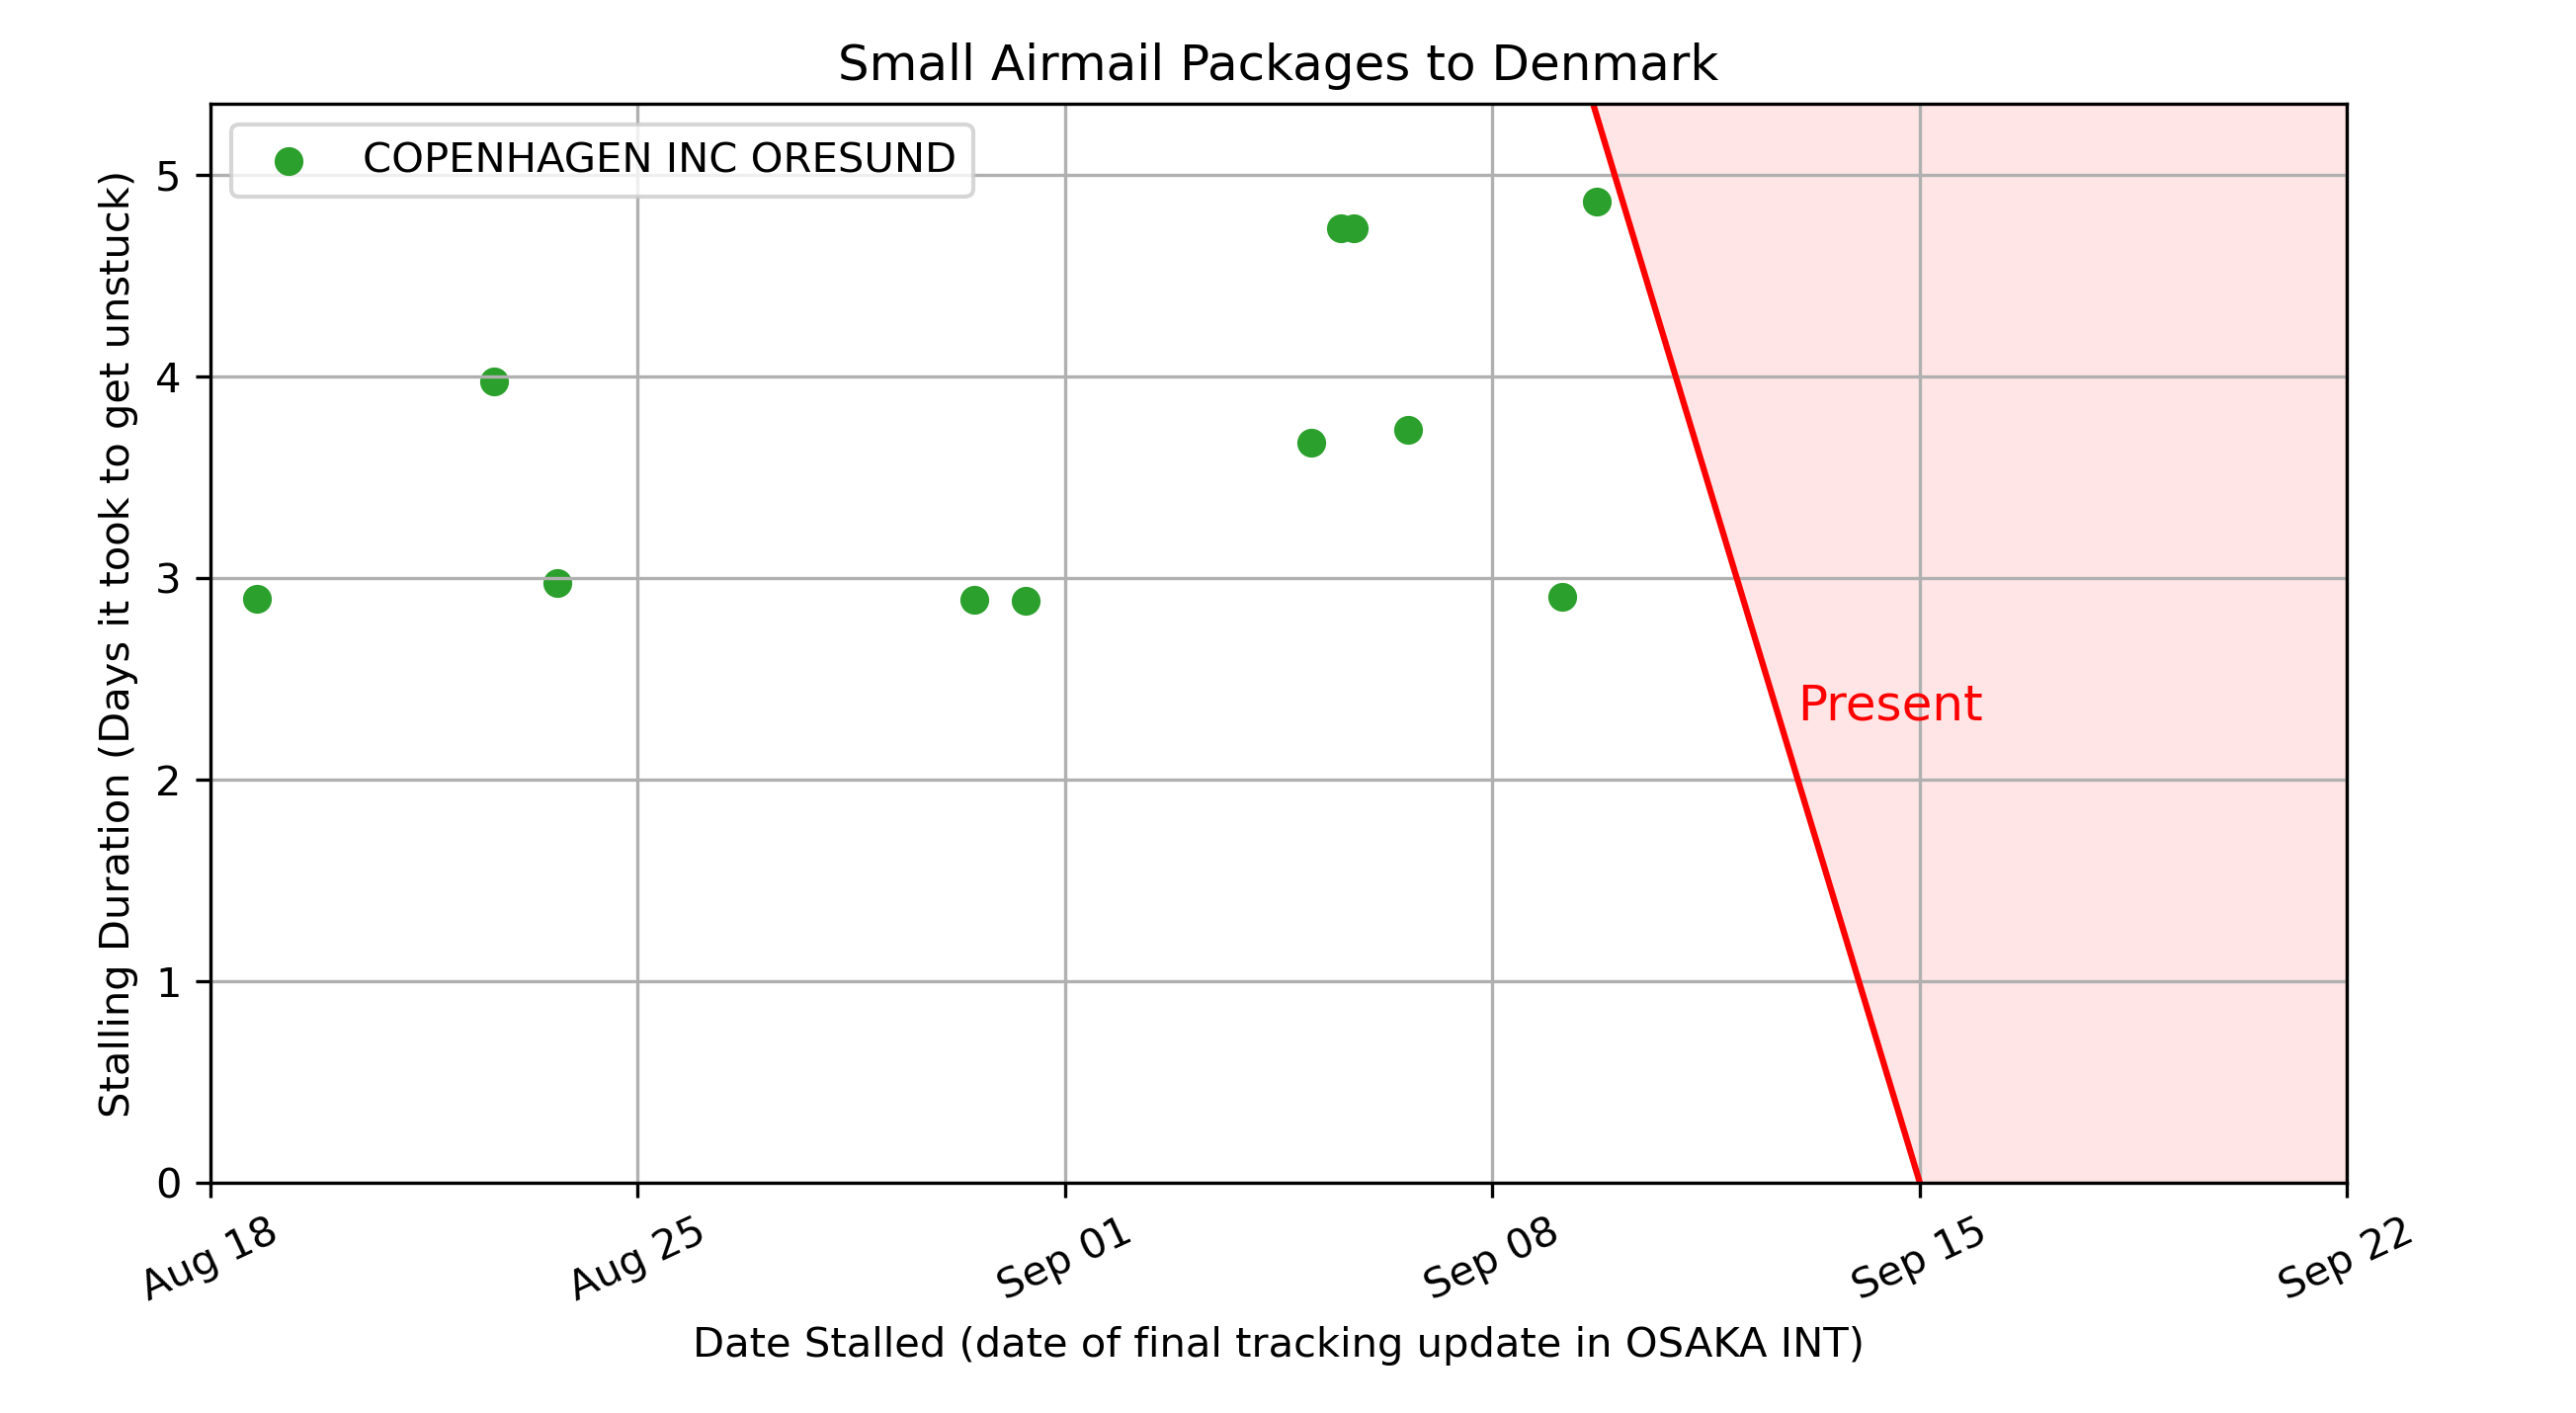 Small Airmail Packages to Denmark
COPENHAGEN INC ORESUND
Stalling Duration (Days it took to get unstuck)
5
4
3
2
1
0
Present
Aug 18
Aug 25
Sep 01
Sep 08
Sep 15
Sep 22
Date Stalled (date of final tracking update in OSAKA INT)